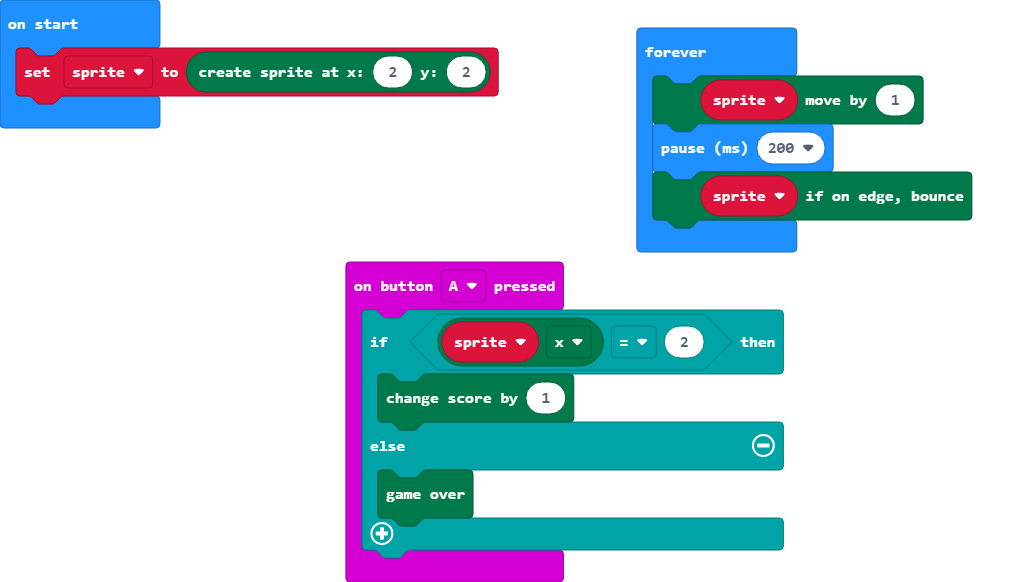 on start
set sprite to create sprite at x: 2 y: 2
forever
sprite move by 1
pause (ms) 200
sprite if on edge, bounce
on button A pressed
if sprite x = 2 then
change score by 1
else
game over